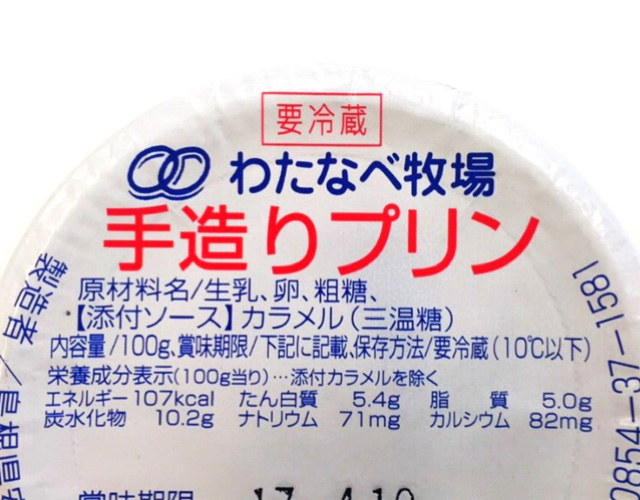 要冷蔵
わたなべ牧場
手造りプリン
原材料名/生乳、卵、粗糖、
【添付ソース】カラメル(三温糖)
内容量/100g、賞味期限/下記に記載、保存方法/要冷蔵(10℃以下)
栄養成分表示(100g当り)…添付カラメルを除く
エネルギー107kcal たん白質 5.4g 脂質 5.0g
炭水化物 10.2g ナトリウム 71mg カルシウム 82mg
賞味期限 17. 4.10
製造者/島根県
0854-37-1581